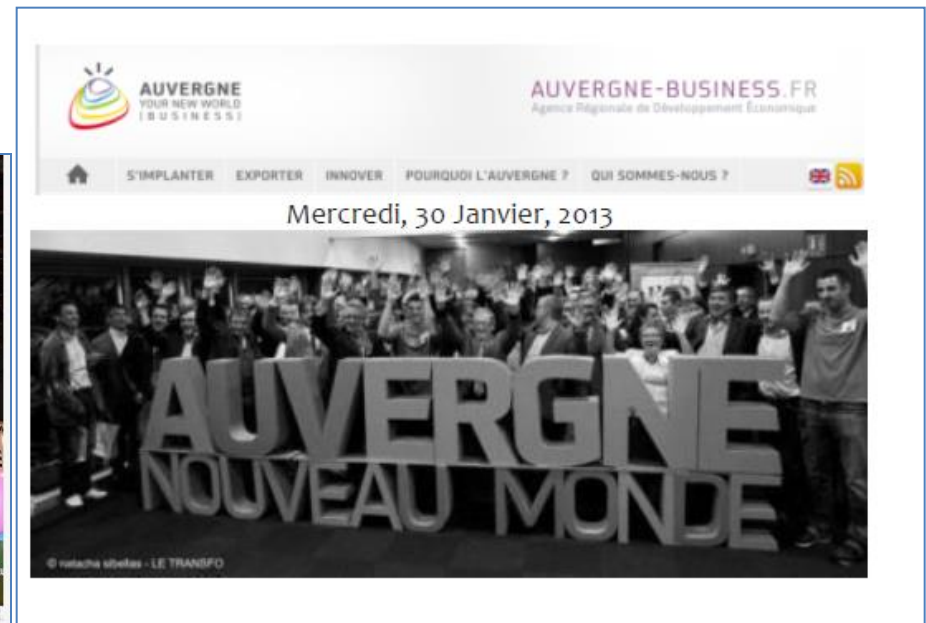 AUVERGNE
YOUR NEW WORLD
[BUSINESS]
AUVERGNE-BUSINESS.FR
Agence Régionale de Développement Économique
S'IMPLANTER EXPORTER INNOVER POURQUOI L'AUVERGNE ? QUI SOMMES-NOUS ?
Mercredi, 30 Janvier, 2013
AUVERGNE
NOUVEAU MONDE
© natacha sibellas - LE TRANSFO